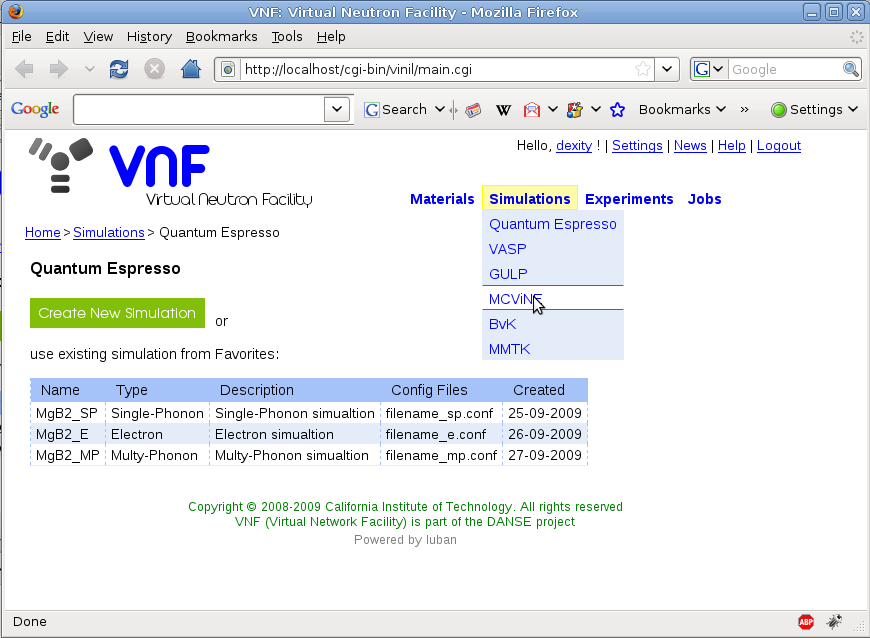 VNF: Virtual Neutron Facility - Mozilla Firefox
File Edit View History Bookmarks Tools Help
http://localhost/cgi-bin/vinil/main.cgi
G Google
Google
G Search W Bookmarks » Settings
Hello, dexity ! | Settings | News | Help | Logout
VNF
Virtual Neutron Facility
Materials Simulations Experiments Jobs
Quantum Espresso
VASP
GULP
MCViNE
BvK
MMTK
Home > Simulations > Quantum Espresso
Quantum Espresso
Create New Simulation or
use existing simulation from Favorites:
Name Type Description Config Files Created
MgB2_SP Single-Phonon Single-Phonon simualtion filename_sp.conf 25-09-2009
MgB2_E Electron Electron simualtion filename_e.conf 26-09-2009
MgB2_MP Multy-Phonon Multy-Phonon simualtion filename_mp.conf 27-09-2009
Copyright © 2008-2009 California Institute of Technology. All rights reserved
VNF (Virtual Network Facility) is part of the DANSE project
Powered by luban
Done ABP